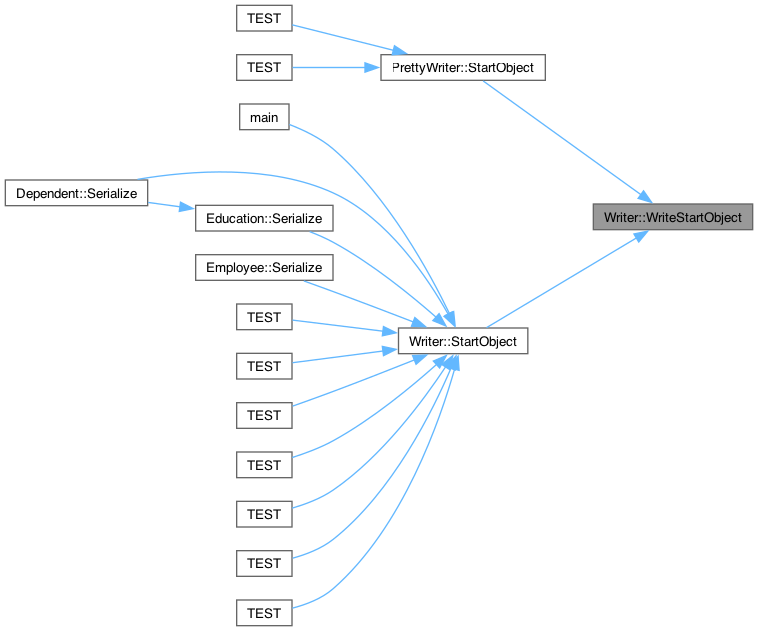 TEST
TEST
PrettyWriter::StartObject
main
Dependent::Serialize
Education::Serialize
Writer::WriteStartObject
Employee::Serialize
TEST
Writer::StartObject
TEST
TEST
TEST
TEST
TEST
TEST